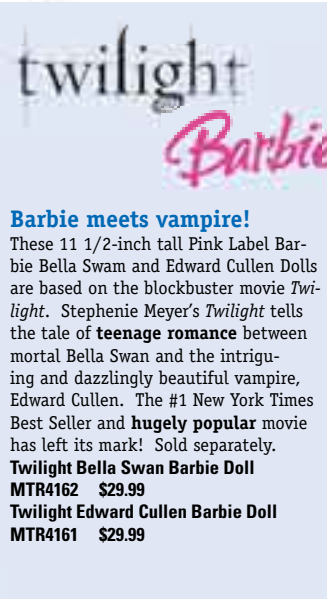 twilight
Barbie
Barbie meets vampire!
These 11 1/2-inch tall Pink Label Bar-
bie Bella Swam and Edward Cullen Dolls
are based on the blockbuster movie Twi-
light. Stephenie Meyer's Twilight tells
the tale of teenage romance between
mortal Bella Swan and the intrigu-
ing and dazzlingly beautiful vampire,
Edward Cullen. The #1 New York Times
Best Seller and hugely popular movie
has left its mark! Sold separately.
Twilight Bella Swan Barbie Doll
MTR4162 $29.99
Twilight Edward Cullen Barbie Doll
MTR4161 $29.99